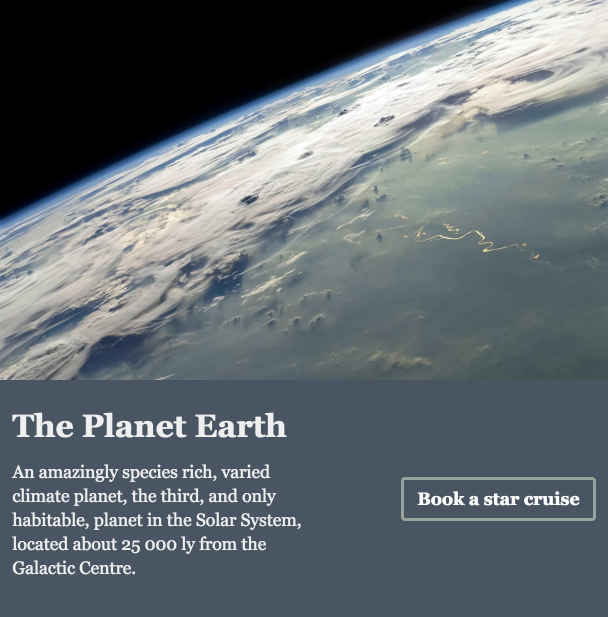 The Planet Earth
An amazingly species rich, varied
climate planet, the third, and only
habitable, planet in the Solar System,
located about 25 000 ly from the
Galactic Centre.
Book a star cruise